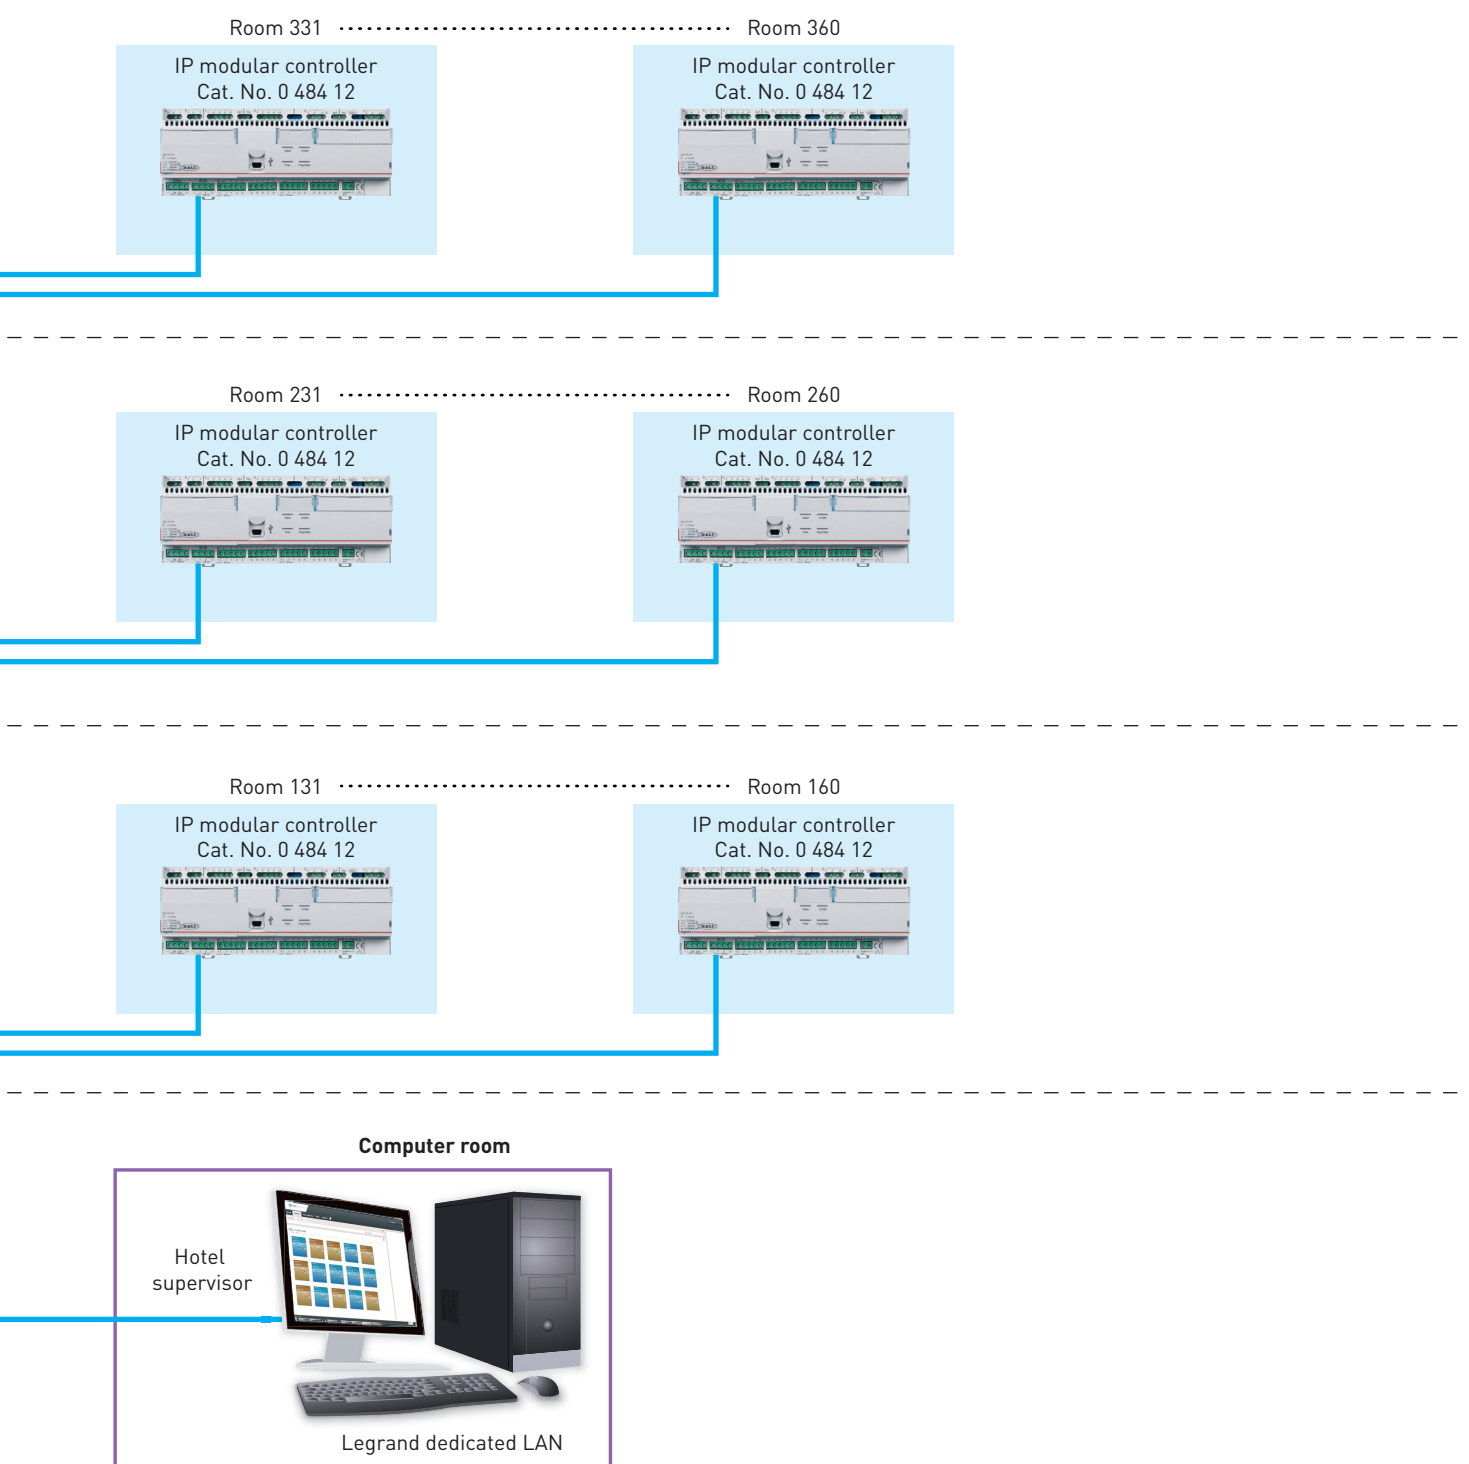 Room 331 Room 360
IP modular controller
Cat. No. 0 484 12
IP modular controller
Cat. No. 0 484 12
Room 231 Room 260
IP modular controller
Cat. No. 0 484 12
IP modular controller
Cat. No. 0 484 12
Room 131 Room 160
IP modular controller
Cat. No. 0 484 12
IP modular controller
Cat. No. 0 484 12
Computer room
Hotel
supervisor
Legrand dedicated LAN